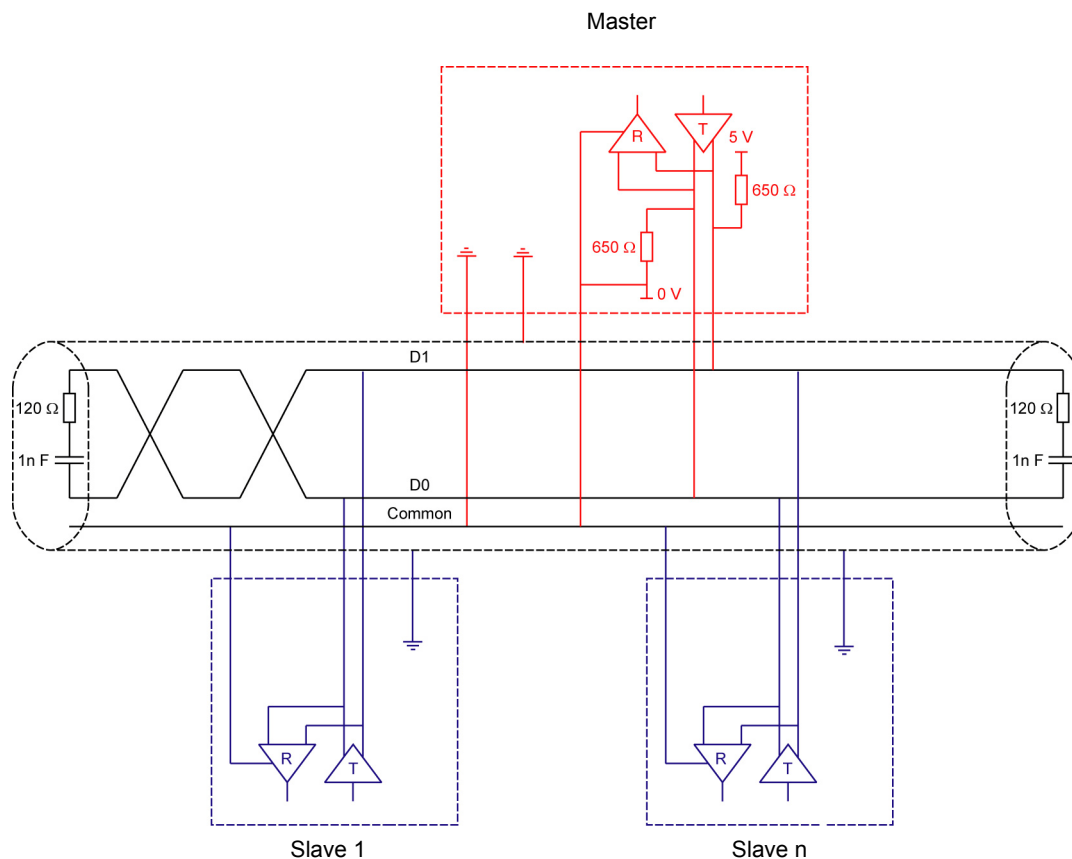 Master
R
T
5 V
650 Ω
650 Ω
0 V
D1
120 Ω
1n F
120 Ω
1n F
D0
Common
R
T
R
T
Slave 1
Slave n